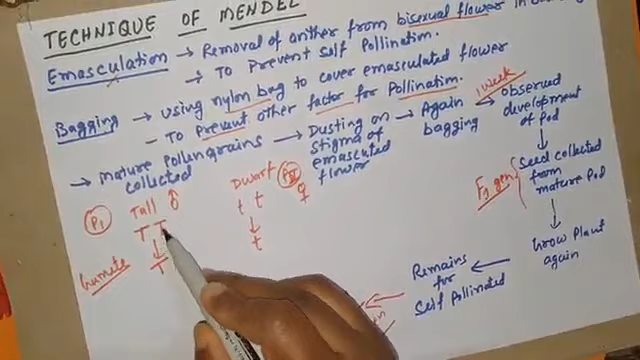 TECHNIQUE OF MENDEL
Emasculation → Removal of anther from bisexual flower in
→ To Prevent Self Pollination.
Bagging → Using nylon bag to cover emasculated flower
- To Prevent other factor for Pollination.
→ Mature Pollengrains
collected
→ Dusting on
stigma of
emasculated
flower
→ Again
bagging
1 week
→ observed
development
of Pod
Seed collected
from
mature Pod
F1 gen
Grow Plant
again
Remains
for
Self Pollinated
P1 Tall ♂
T T
Gamete T
Dwarf ♀
t t
t